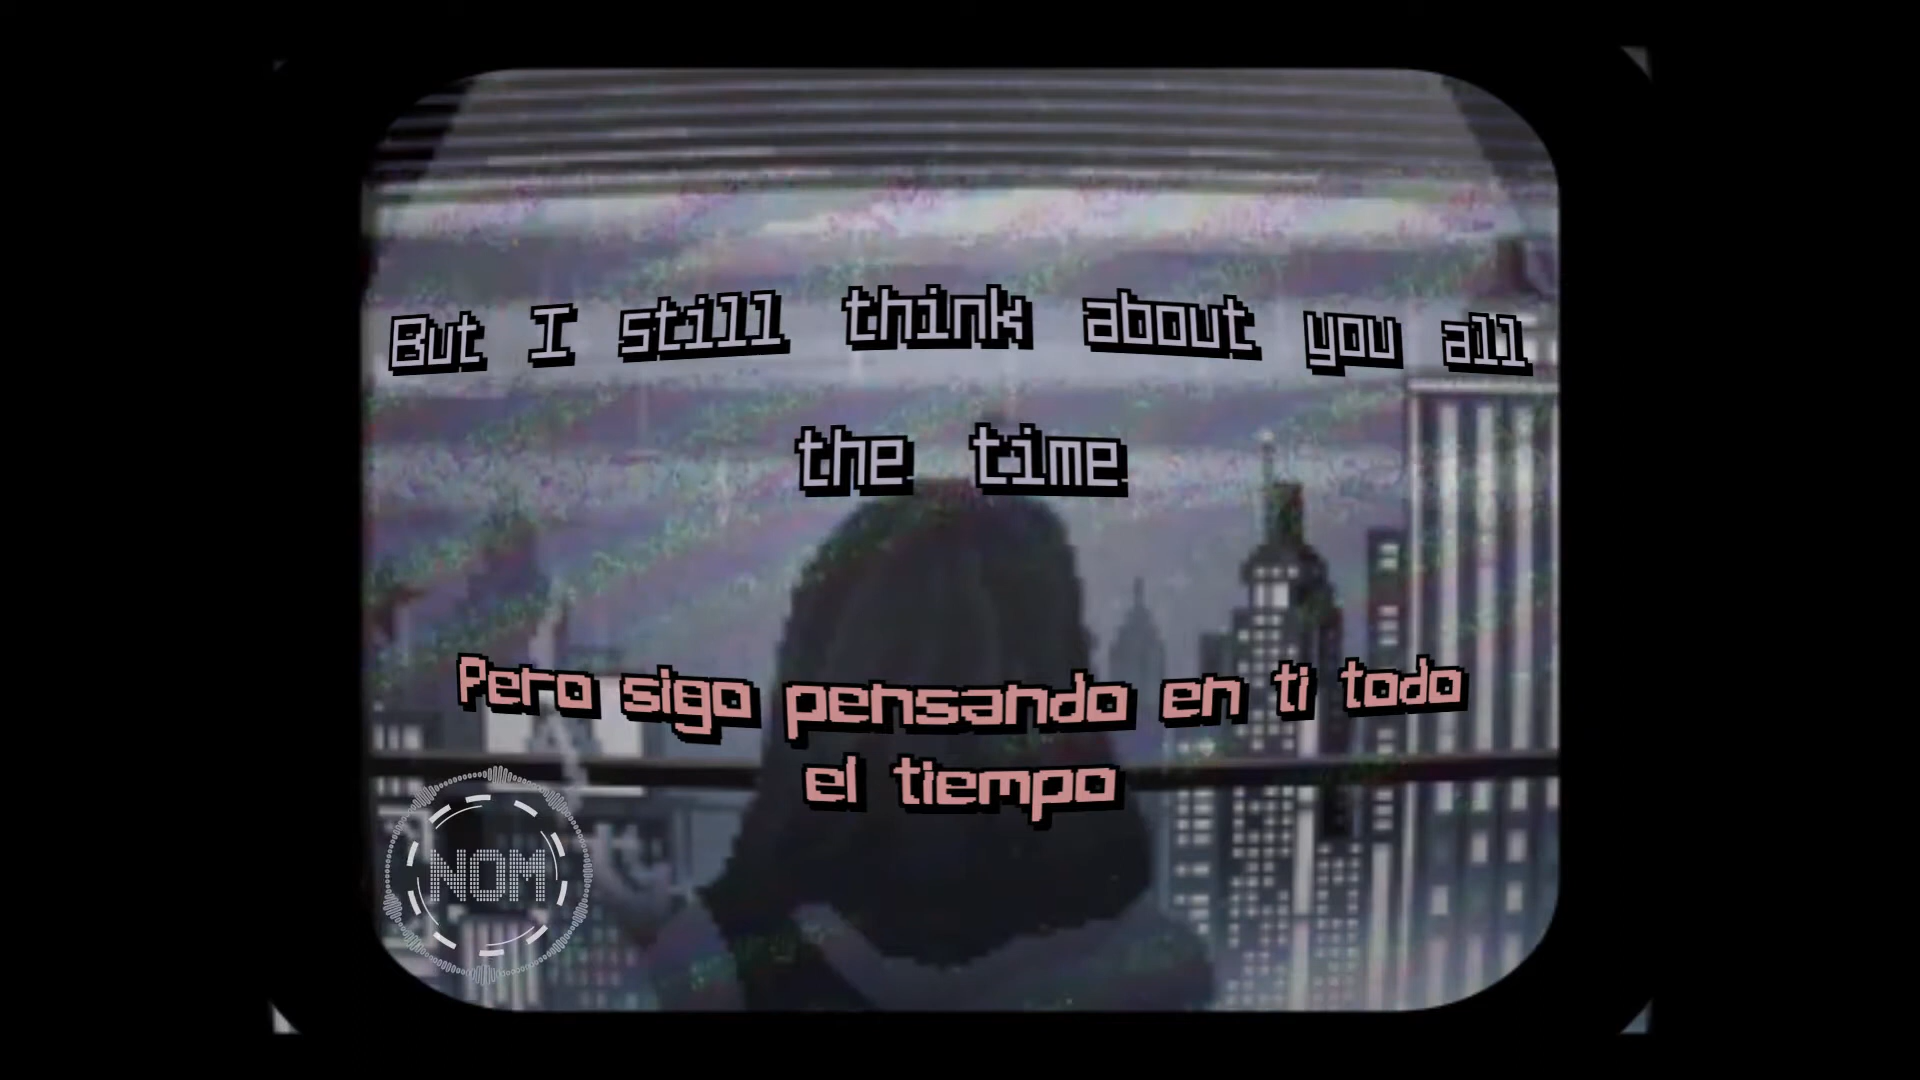 But I still think about you all
the time
Pero sigo pensando en ti todo
el tiempo
NOM